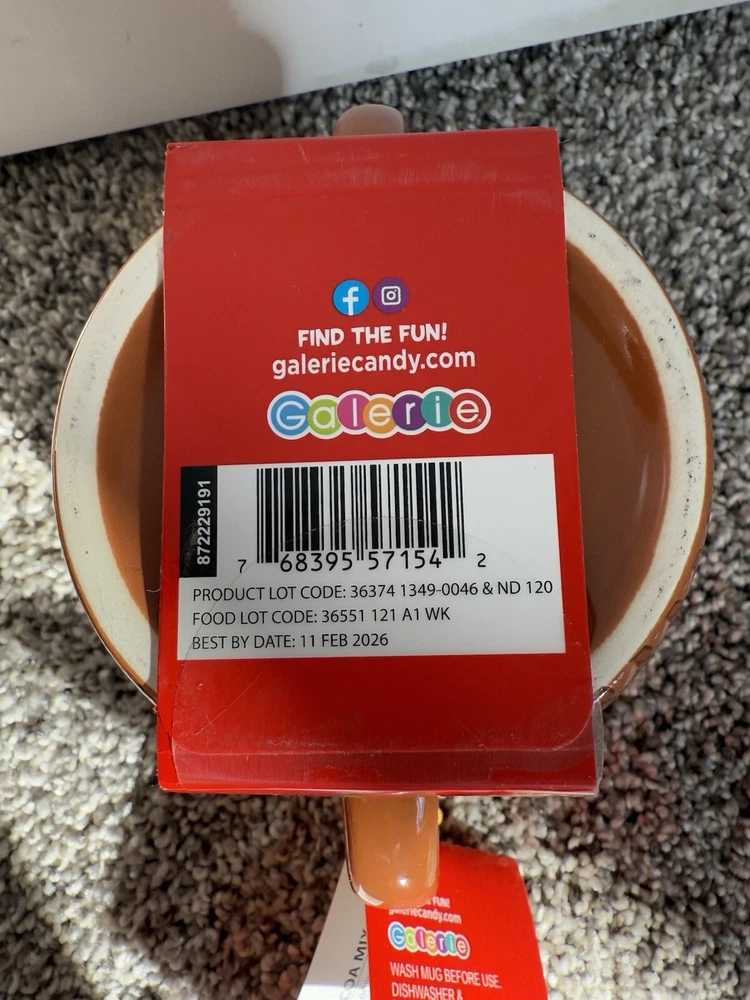 FIND THE FUN!
galeriecandy.com
Galerie
872229191
7 68395 57154 2
PRODUCT LOT CODE: 36374 1349-0046 & ND 120
FOOD LOT CODE: 36551 121 A1 WK
BEST BY DATE: 11 FEB 2026
FUN!
galeriecandy.com
Galerie
WASH MUG BEFORE USE.
DISHWASHER &
MIX